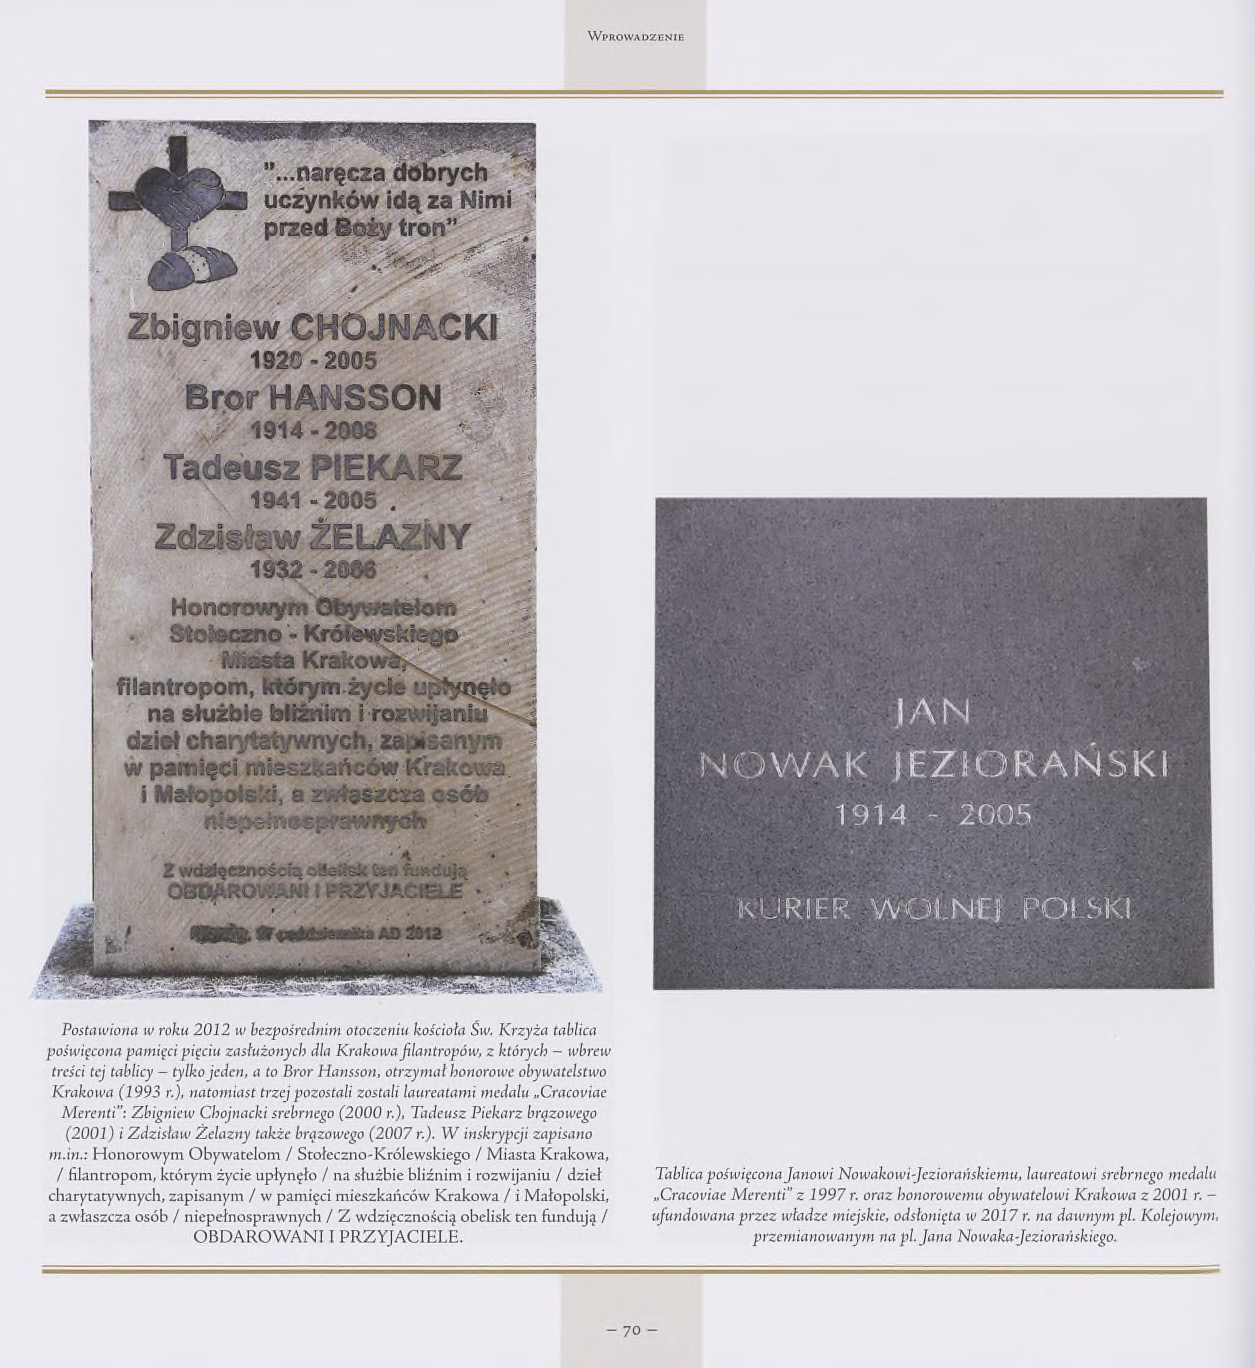 Wprowadzenie
"...naręcza dobrych
uczynków idą za Nimi
przed Boży tron"
Zbigniew CHOJNACKI
1920 - 2005
Bror HANSSON
1914 - 2008
Tadeusz PIEKARZ
1941 - 2005
Zdzisław ŻELAZNY
1932 - 2006
Honorowym Obywatelom
Stołeczno - Królewskiego
Miasta Krakowa,
filantropom, którym życie upłynęło
na służbie bliźnim i rozwijaniu
dzieł charytatywnych, zapisanym
w pamięci mieszkańców Krakowa
i Małopolski, a zwłaszcza osób
niepełnosprawnych
Z wdzięcznością obelisk ten fundują
OBDAROWANI I PRZYJACIELE
października AD 2012
JAN
NOWAK JEZIORAŃSKI
1914 - 2005
KURIER WOLNEJ POLSKI
Postawiona w roku 2012 w bezpośrednim otoczeniu kościoła Św. Krzyża tablica
poświęcona pamięci pięciu zasłużonych dla Krakowa filantropów, z których – wbrew
treści tej tablicy – tylko jeden, a to Bror Hansson, otrzymał honorowe obywatelstwo
Krakowa (1993 r.), natomiast trzej pozostali zostali laureatami medalu „Cracoviae
Merenti”: Zbigniew Chojnacki srebrnego (2000 r.), Tadeusz Piekarz brązowego
(2001) i Zdzisław Żelazny także brązowego (2007 r.). W inskrypcji zapisano
m.in.: Honorowym Obywatelom / Stołeczno-Królewskiego / Miasta Krakowa,
/ filantropom, którym życie upłynęło / na służbie bliźnim i rozwijaniu / dzieł
charytatywnych, zapisanym / w pamięci mieszkańców Krakowa / i Małopolski,
a zwłaszcza osób / niepełnosprawnych / Z wdzięcznością obelisk ten fundują /
OBDAROWANI I PRZYJACIELE.
Tablica poświęcona Janowi Nowakowi-Jeziorańskiemu, laureatowi srebrnego medalu
„Cracoviae Merenti” z 1997 r. oraz honorowemu obywatelowi Krakowa z 2001 r. –
ufundowana przez władze miejskie, odsłonięta w 2017 r. na dawnym pl. Kolejowym,
przemianowanym na pl. Jana Nowaka-Jeziorańskiego.
– 70 –